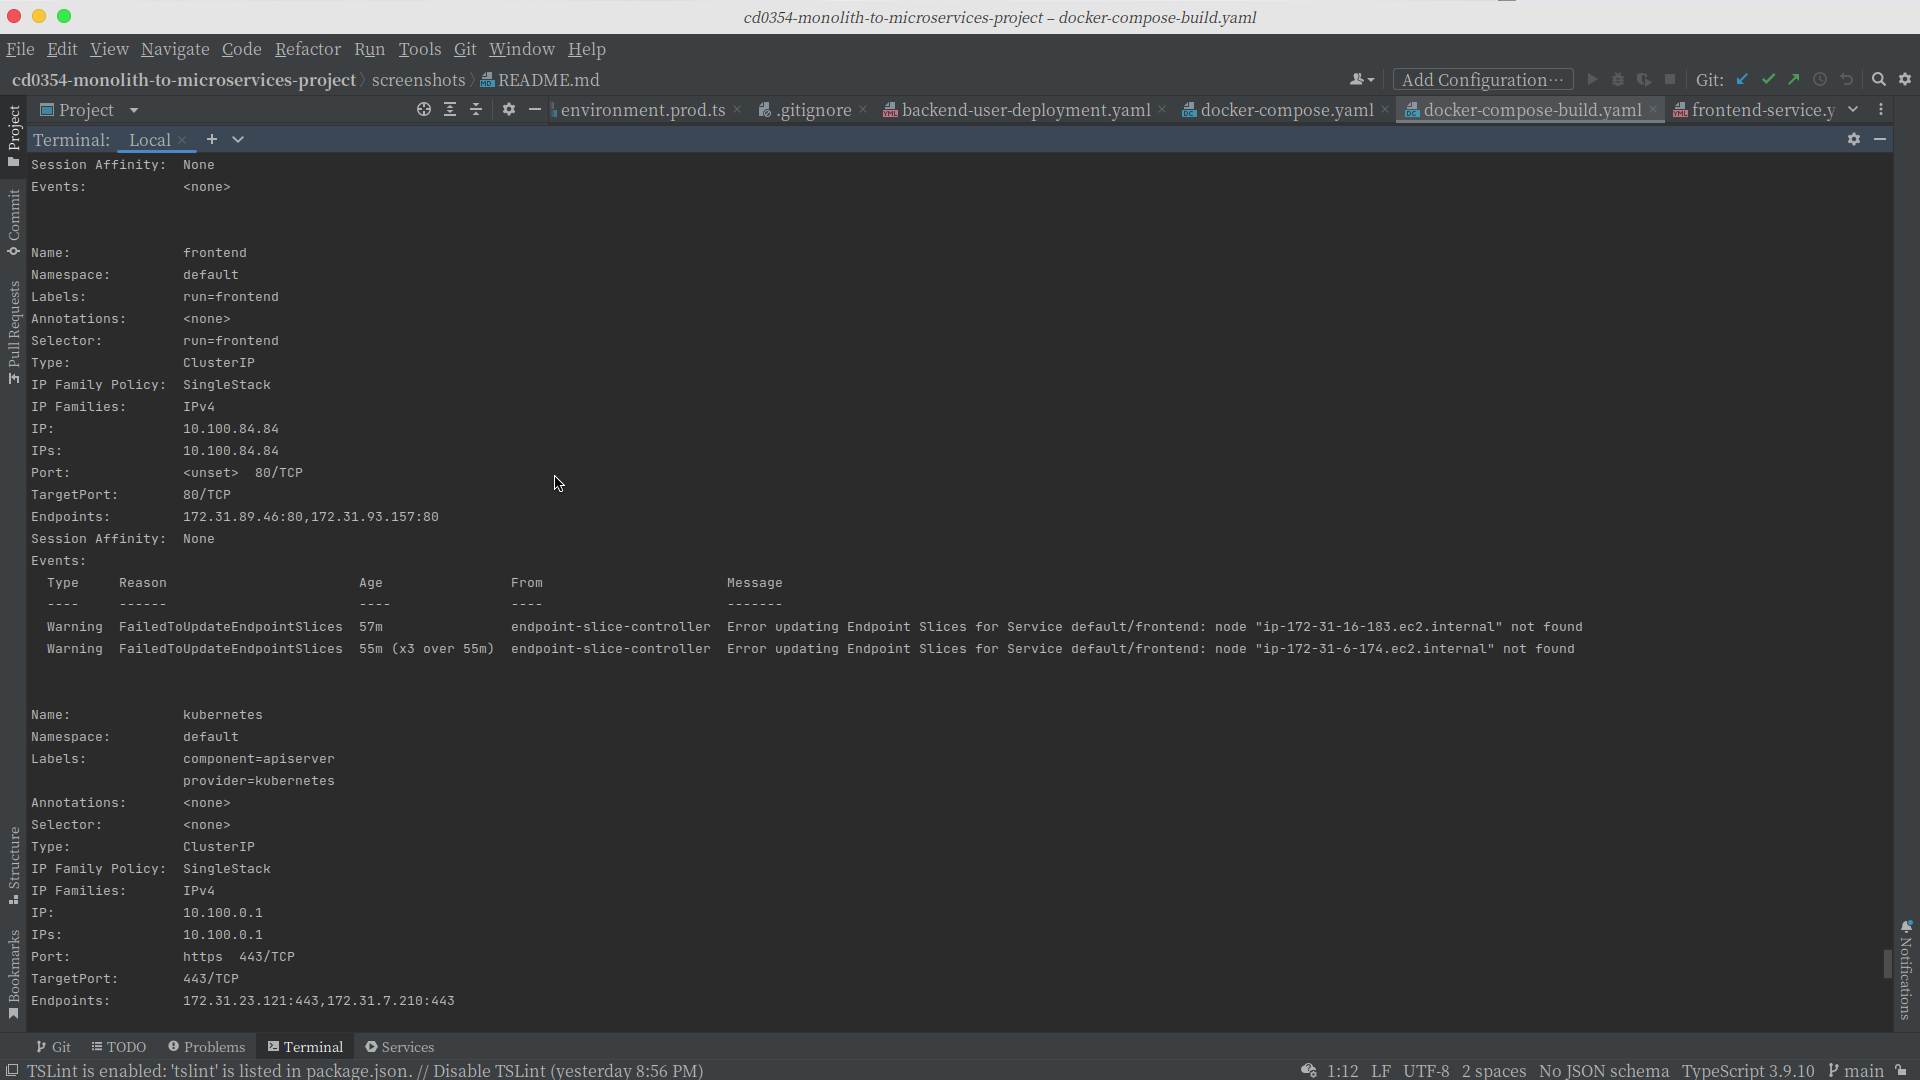 cd0354-monolith-to-microservices-project – docker-compose-build.yaml
File Edit View Navigate Code Refactor Run Tools Git Window Help
cd0354-monolith-to-microservices-project screenshots README.md Add Configuration··· Git:
Project environment.prod.ts .gitignore backend-user-deployment.yaml docker-compose.yaml docker-compose-build.yaml frontend-service.y
Terminal: Local
Project
Commit
Pull Requests
Structure
Bookmarks
Session Affinity: None
Events: <none>
Name: frontend
Namespace: default
Labels: run=frontend
Annotations: <none>
Selector: run=frontend
Type: ClusterIP
IP Family Policy: SingleStack
IP Families: IPv4
IP: 10.100.84.84
IPs: 10.100.84.84
Port: <unset> 80/TCP
TargetPort: 80/TCP
Endpoints: 172.31.89.46:80,172.31.93.157:80
Session Affinity: None
Events:
Type Reason Age From Message
---- ------ ---- ---- -------
Warning FailedToUpdateEndpointSlices 57m endpoint-slice-controller Error updating Endpoint Slices for Service default/frontend: node "ip-172-31-16-183.ec2.internal" not found
Warning FailedToUpdateEndpointSlices 55m (x3 over 55m) endpoint-slice-controller Error updating Endpoint Slices for Service default/frontend: node "ip-172-31-6-174.ec2.internal" not found
Name: kubernetes
Namespace: default
Labels: component=apiserver
provider=kubernetes
Annotations: <none>
Selector: <none>
Type: ClusterIP
IP Family Policy: SingleStack
IP Families: IPv4
IP: 10.100.0.1
IPs: 10.100.0.1
Port: https 443/TCP
TargetPort: 443/TCP
Endpoints: 172.31.23.121:443,172.31.7.210:443
Notifications
Git TODO Problems Terminal Services
TSLint is enabled: 'tslint' is listed in package.json. // Disable TSLint (yesterday 8:56 PM) 1:12 LF UTF-8 2 spaces No JSON schema TypeScript 3.9.10 main